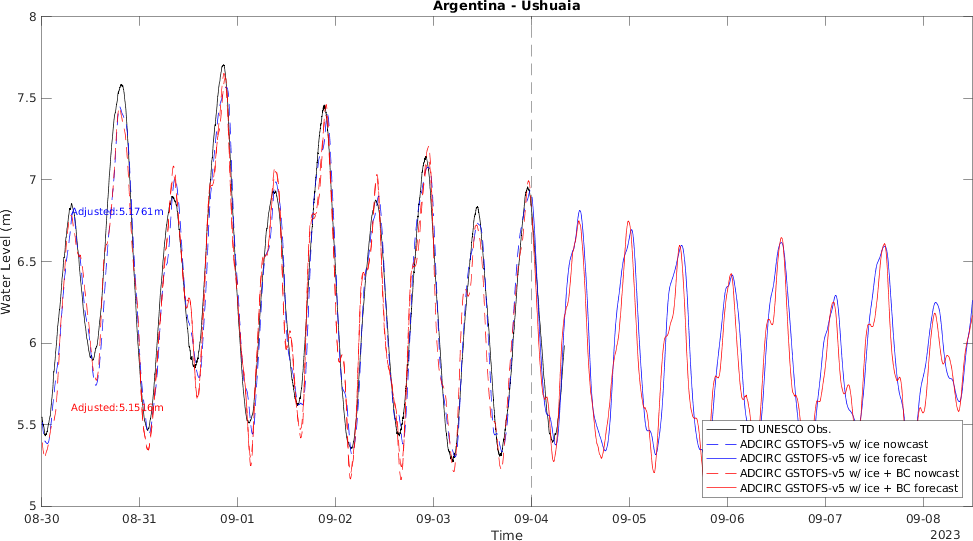 Argentina - Ushuaia
8
7.5
7
6.5
6
5.5
5
Water Level (m)
Adjusted:5.1761m
Adjusted:5.1516m
TD UNESCO Obs.
ADCIRC GSTOFS-v5 w/ ice nowcast
ADCIRC GSTOFS-v5 w/ ice forecast
ADCIRC GSTOFS-v5 w/ ice + BC nowcast
ADCIRC GSTOFS-v5 w/ ice + BC forecast
08-30 08-31 09-01 09-02 09-03 09-04 09-05 09-06 09-07 09-08
Time
2023